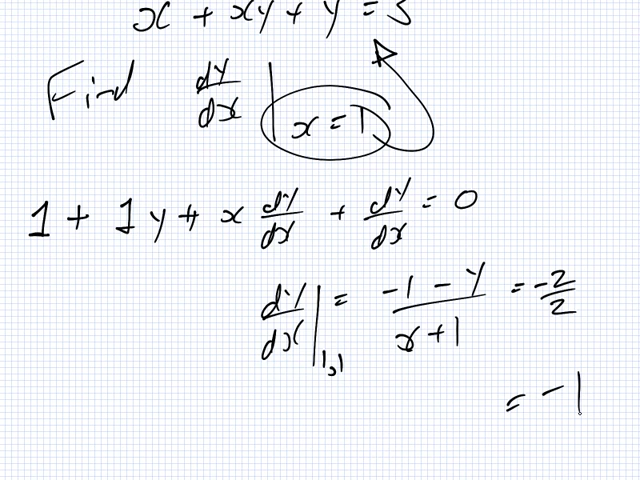 x + xy + y = 3
Find dy/dx | x = 1
1 + 1y + x dy/dx + dy/dx = 0
dy/dx |1,1 = -1 - y / x + 1 = -2/2
= -1